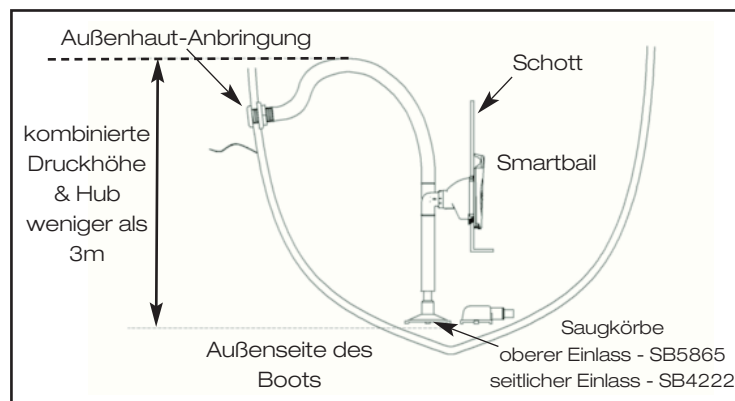 Außenhaut-Anbringung
Schott
kombinierte
Druckhöhe
& Hub
weniger als
3m
Smartbail
Außenseite des
Boots
Saugkörbe
oberer Einlass - SB5865
seitlicher Einlass - SB4222